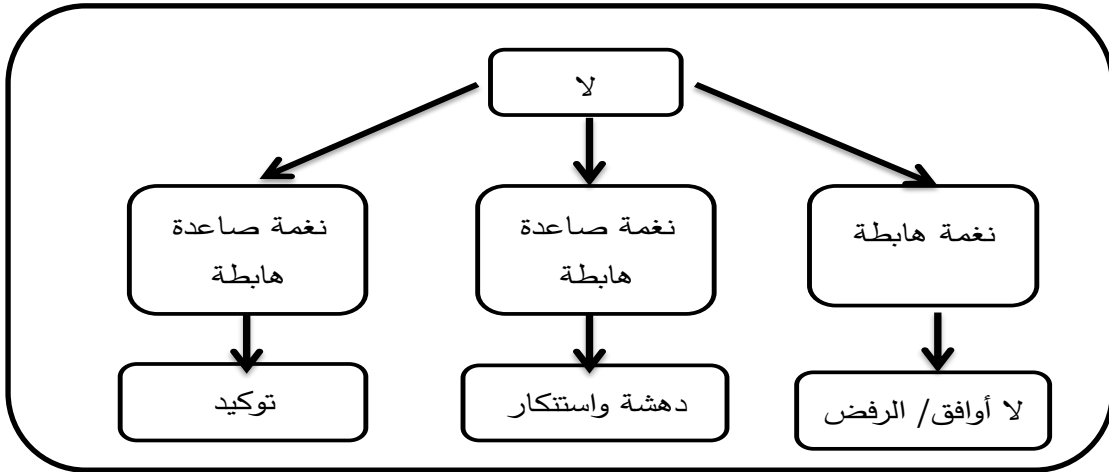 لا
نغمة هابطة
نغمة صاعدة
هابطة
نغمة صاعدة
هابطة
لا أوافق/ الرفض
دهشة واستنكار
توكيد